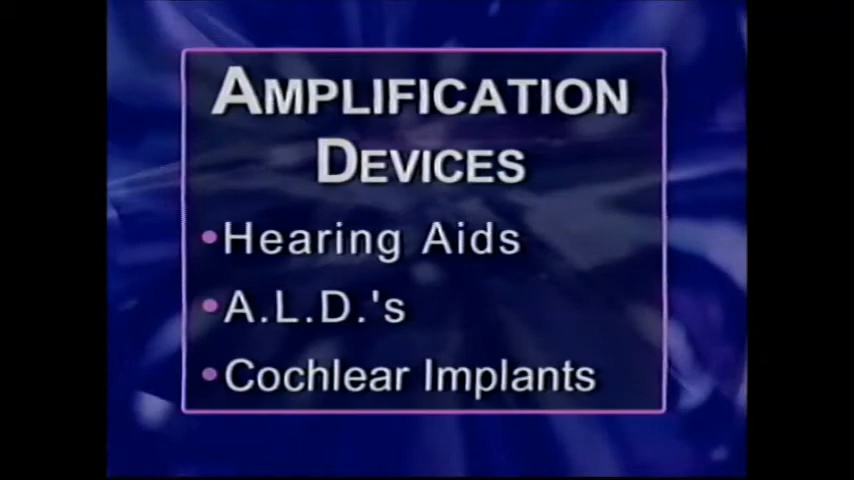 AMPLIFICATION
DEVICES
•Hearing Aids
•A.L.D.'s
•Cochlear Implants